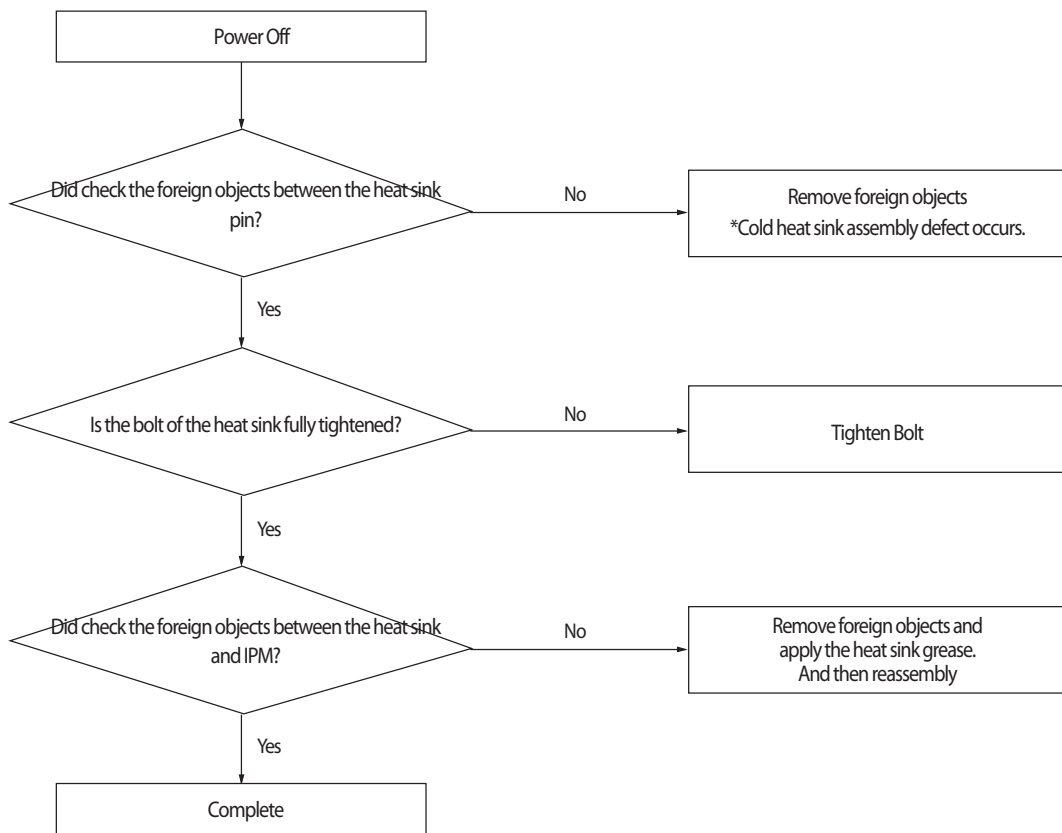 Power Off
Did check the foreign objects between the heat sink
pin?
No
Remove foreign objects
*Cold heat sink assembly defect occurs.
Yes
Is the bolt of the heat sink fully tightened?
No
Tighten Bolt
Yes
Did check the foreign objects between the heat sink
and IPM?
No
Remove foreign objects and
apply the heat sink grease.
And then reassembly
Yes
Complete